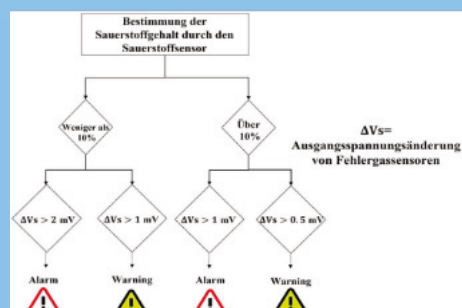 Bestimmung der
Sauerstoffgehalt durch den
Sauerstoffsensor
Weniger als
10%
Über
10%
ΔVs=
Ausgangsspannungsänderung
von Fehlergassensoren
ΔVs > 2 mV
ΔVs > 1 mV
ΔVs > 1 mV
ΔVs > 0.5 mV
Alarm
Warning
Alarm
Warning